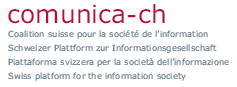 comunica-ch
Coalition suisse pour la société de l'information
Schweizer Plattform zur Informationsgesellschaft
Piattaforma svizzera per la società dell'informazione
Swiss platform for the information society